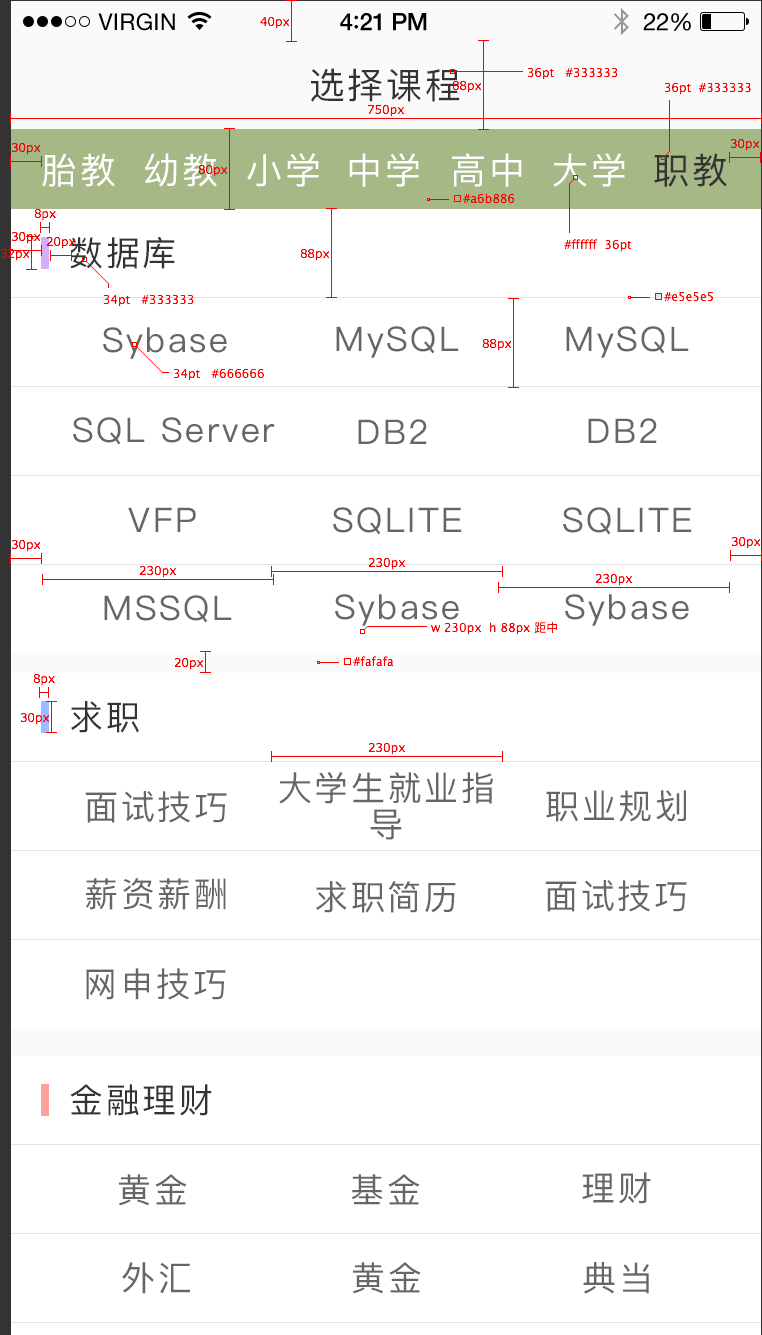 VIRGIN 4:21 PM 22%
40px
选择课程
36pt #333333
88px
36pt #333333
750px
30px
胎教 幼教 小学 中学 高中 大学 职教
80px
30px
#a6b886
8px
30px
20px
32px
数据库
88px
#ffffff 36pt
34pt #333333
#e5e5e5
Sybase MySQL MySQL
88px
34pt #666666
SQL Server DB2 DB2
VFP SQLITE SQLITE
30px
30px
230px
230px
230px
MSSQL Sybase Sybase
w 230px h 88px 距中
20px
#fafafa
8px
30px
求职
230px
面试技巧 大学生就业指 职业规划
导
薪资薪酬 求职简历 面试技巧
网申技巧
金融理财
黄金 基金 理财
外汇 黄金 典当